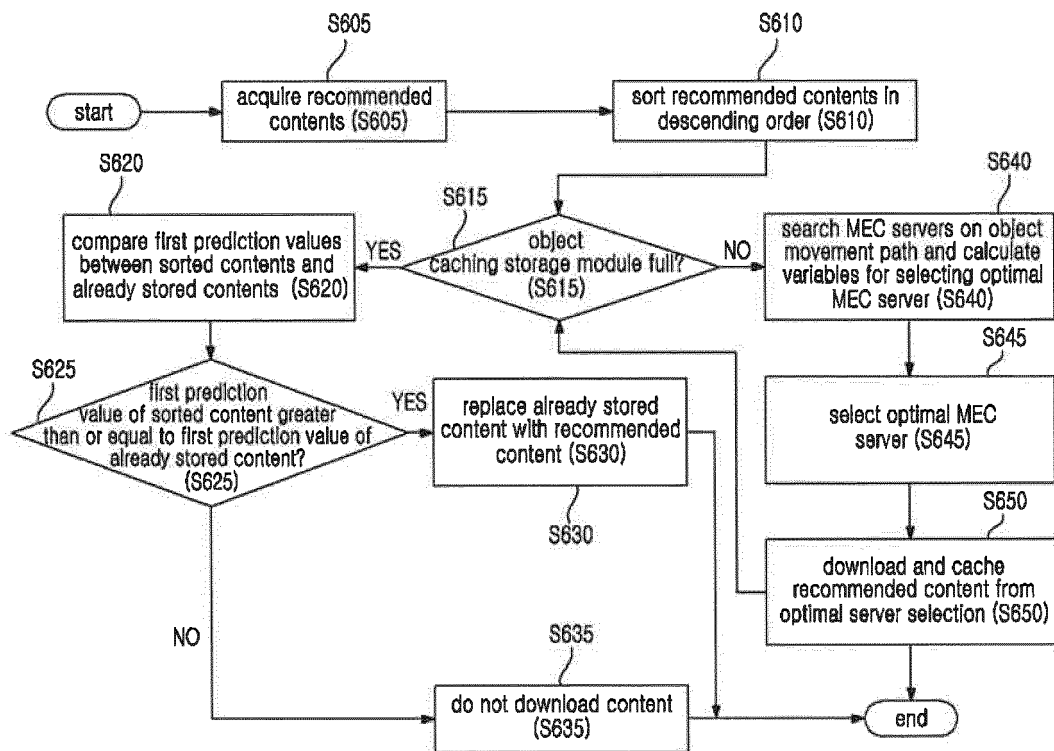 S605
S610
start
acquire recommended
contents (S605)
sort recommended contents in
descending order (S610)
S620
S615
S640
compare first prediction values
between sorted contents and
already stored contents (S620)
YES
object
caching storage module full?
(S615)
NO
search MEC servers on object
movement path and calculate
variables for selecting optimal
MEC server (S640)
S625
first prediction
value of sorted content greater
than or equal to first prediction value of
already stored content?
(S625)
YES
replace already stored
content with recommended
content (S630)
S630
S645
select optimal MEC
server (S645)
S650
download and cache
recommended content from
optimal server selection (S650)
NO
S635
do not download content
(S635)
end